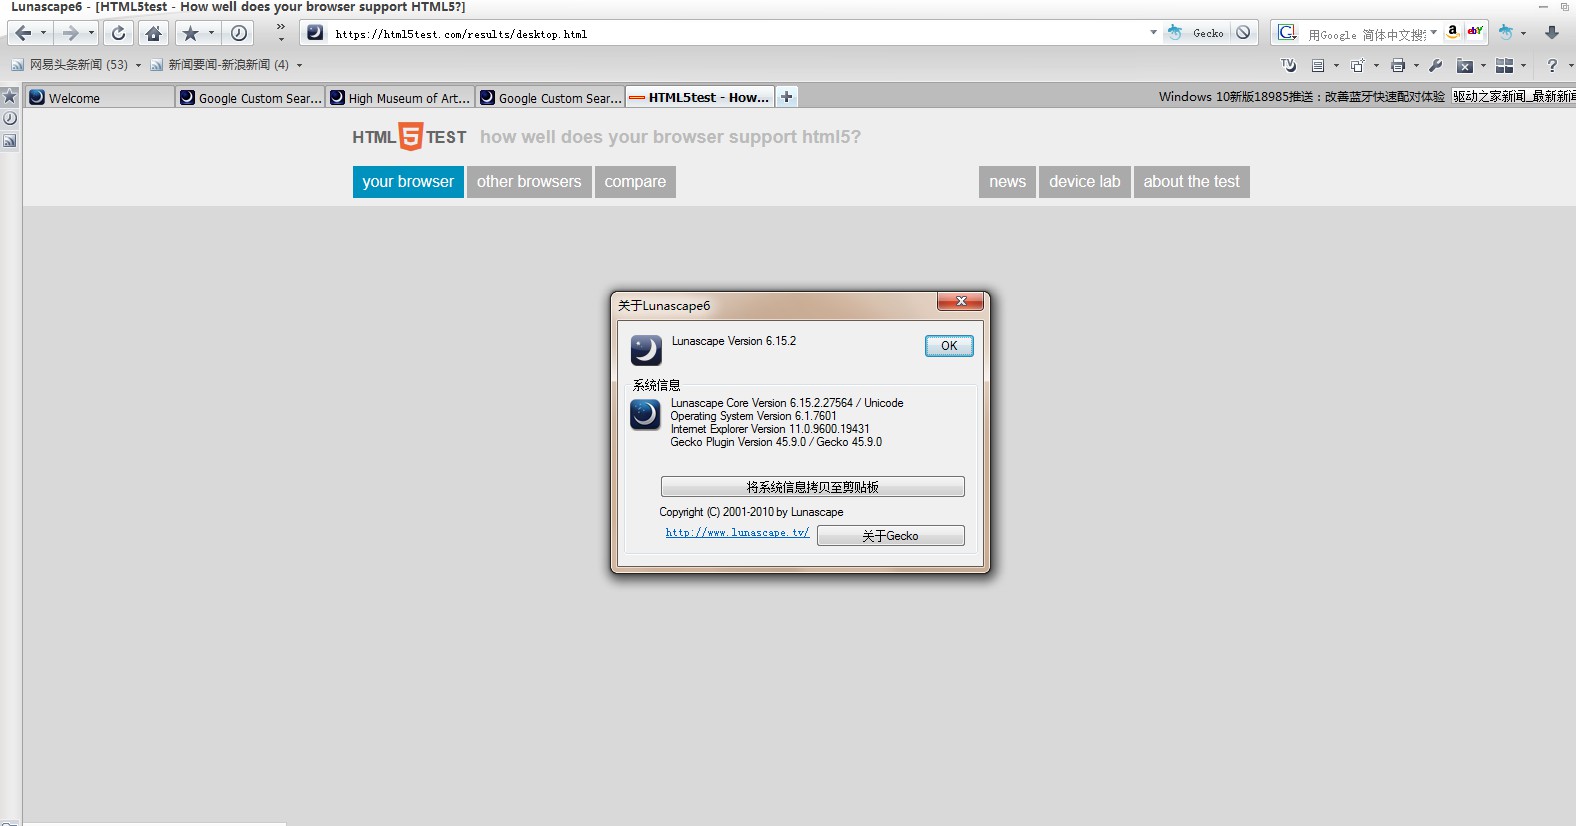 Lunascape6 - [HTML5test - How well does your browser support HTML5?]
https://html5test.com/results/desktop.html
Gecko
用Google 简体中文搜
a
ebY
网易头条新闻 (53)
新闻要闻-新浪新闻 (4)
TV
?
Welcome
Google Custom Sear...
High Museum of Art...
Google Custom Sear...
HTML5test - How...
Windows 10新版18985推送：改善蓝牙快速配对体验
驱动之家新闻_最新新闻
HTML 5 TEST how well does your browser support html5?
your browser
other browsers
compare
news
device lab
about the test
关于Lunascape6
Lunascape Version 6.15.2
OK
系统信息
Lunascape Core Version 6.15.2.27564 / Unicode
Operating System Version 6.1.7601
Internet Explorer Version 11.0.9600.19431
Gecko Plugin Version 45.9.0 / Gecko 45.9.0
将系统信息拷贝至剪贴板
Copyright (C) 2001-2010 by Lunascape
http://www.lunascape.tv/
关于Gecko